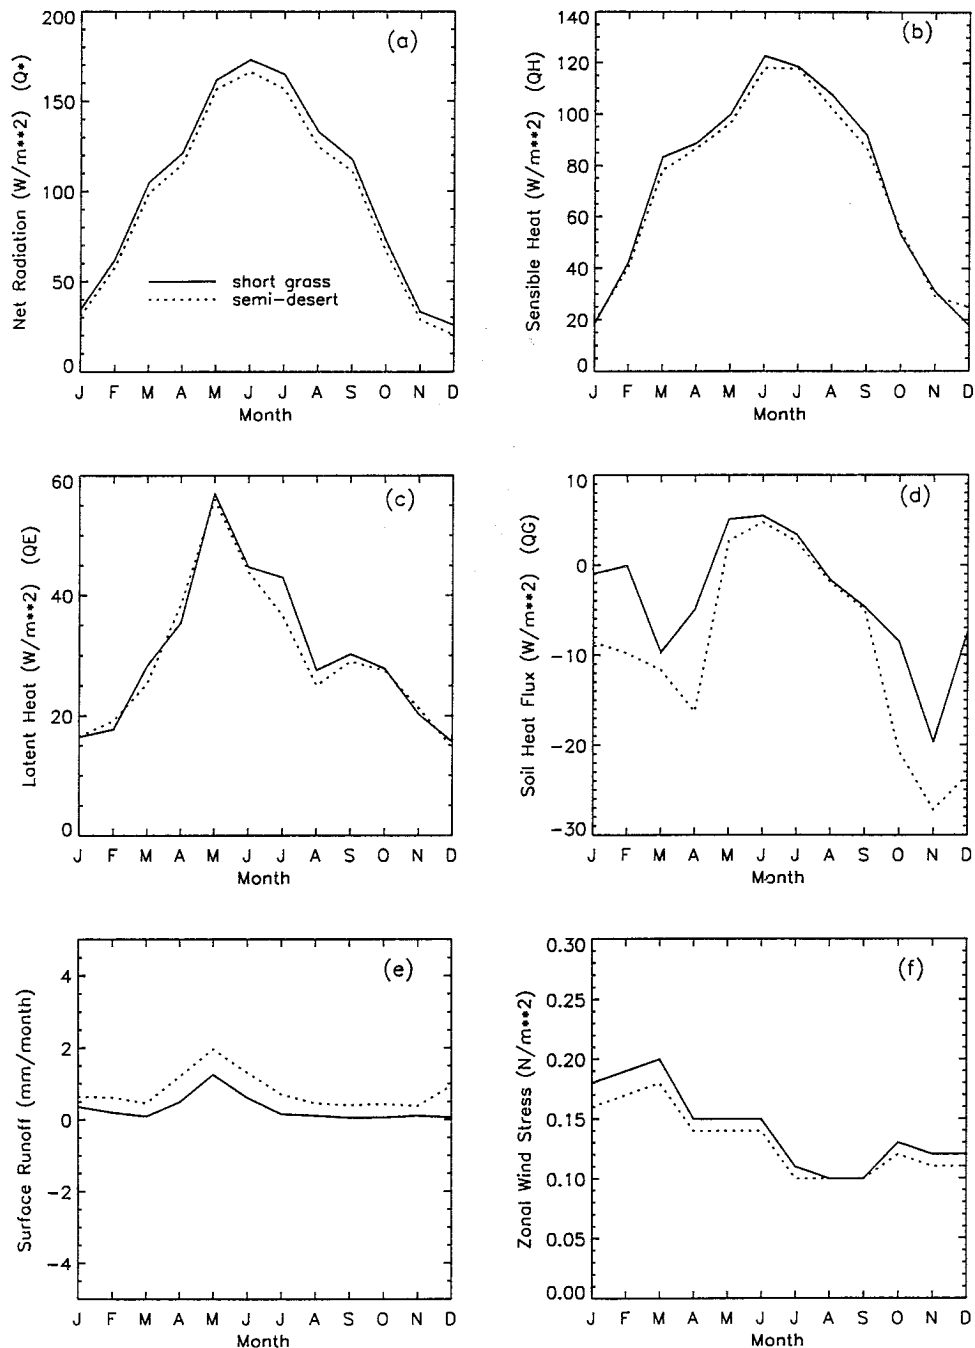 (a)
Net Radiation (W/m**2) (Q*)
200
150
100
50
0
short grass
semi-desert
J F M A M J J A S O N D
Month
(b)
Sensible Heat (W/m**2) (QH)
140
120
100
80
60
40
20
0
J F M A M J J A S O N D
Month
(c)
Latent Heat (W/m**2) (QE)
60
40
20
0
J F M A M J J A S O N D
Month
(d)
Soil Heat Flux (W/m**2) (QG)
10
0
-10
-20
-30
J F M A M J J A S O N D
Month
(e)
Surface Runoff (mm/month)
4
2
0
-2
-4
J F M A M J J A S O N D
Month
(f)
Zonal Wind Stress (N/m**2)
0.30
0.25
0.20
0.15
0.10
0.05
0.00
J F M A M J J A S O N D
Month